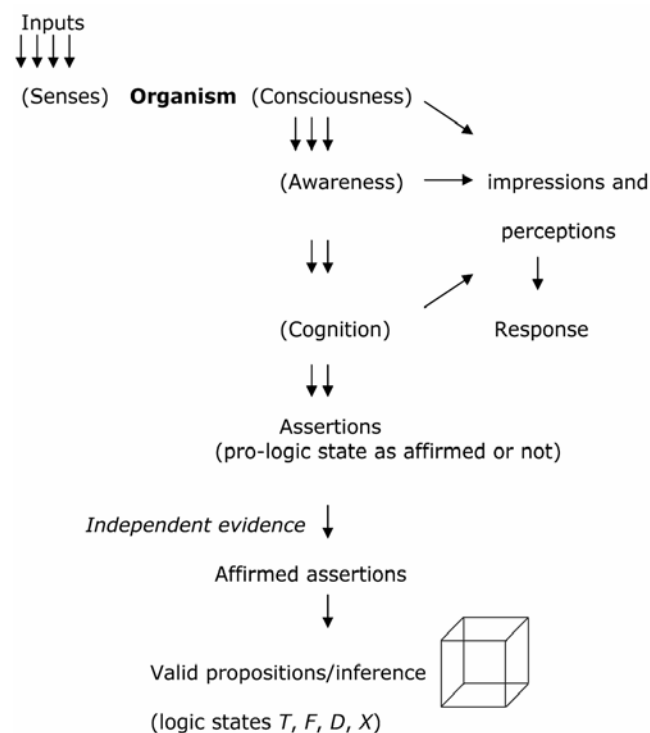 Inputs
(Senses) Organism (Consciousness)
(Awareness) impressions and
perceptions
(Cognition) Response
Assertions
(pro-logic state as affirmed or not)
Independent evidence
Affirmed assertions
Valid propositions/inference
(logic states T, F, D, X)